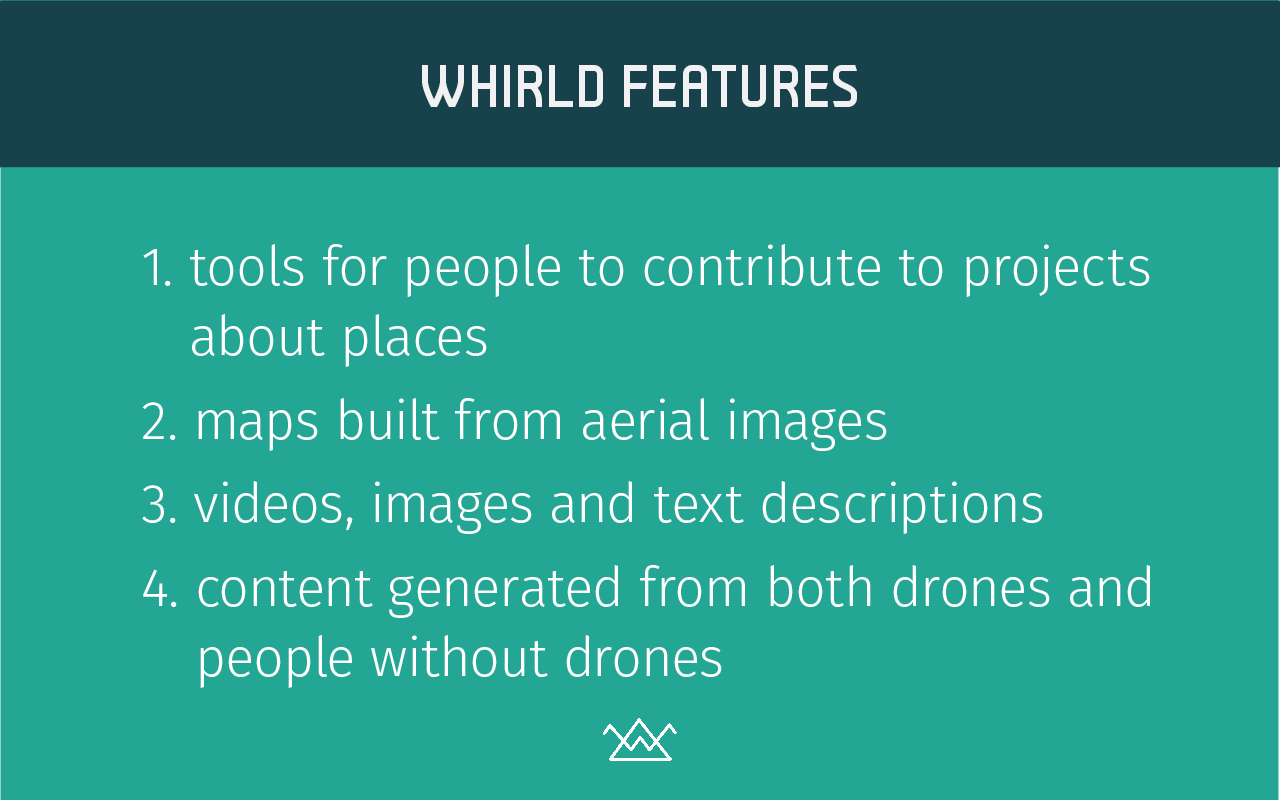 WHIRLD FEATURES
1. tools for people to contribute to projects
about places
2. maps built from aerial images
3. videos, images and text descriptions
4. content generated from both drones and
people without drones